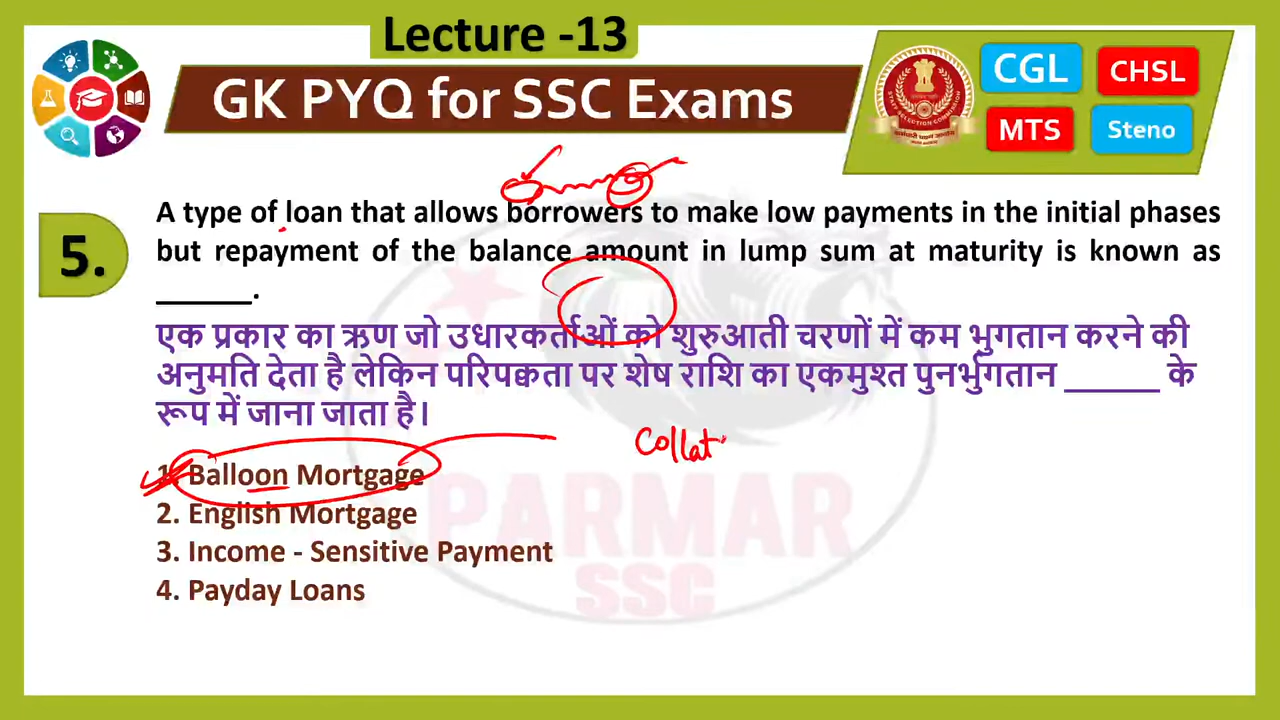 Lecture -13
GK PYQ for SSC Exams
CGL
CHSL
MTS
Steno
5.
A type of loan that allows borrowers to make low payments in the initial phases
but repayment of the balance amount in lump sum at maturity is known as
______.
एक प्रकार का ऋण जो उधारकर्ताओं को शुरुआती चरणों में कम भुगतान करने की
अनुमति देता है लेकिन परिपक्वता पर शेष राशि का एकमुश्त पुनर्भुगतान ______ के
रूप में जाना जाता है।
Collat
1. Balloon Mortgage
2. English Mortgage
3. Income - Sensitive Payment
4. Payday Loans
PARMAR
SSC